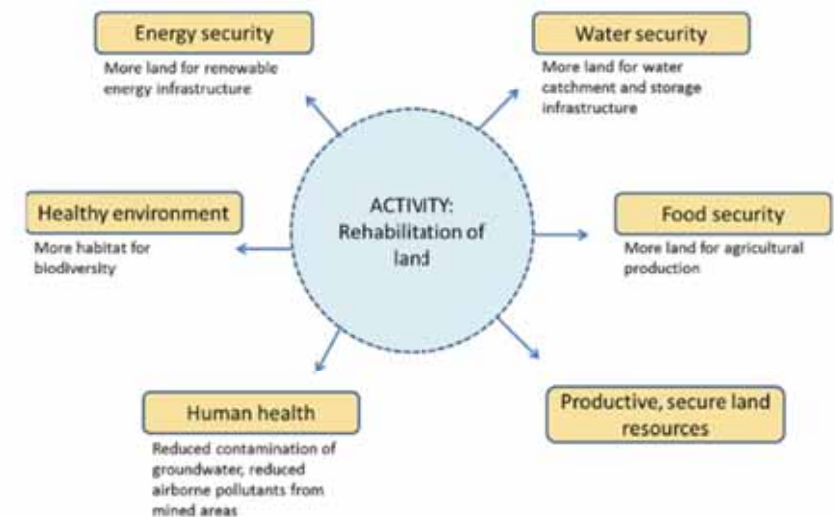 Energy security
More land for renewable
energy infrastructure
Water security
More land for water
catchment and storage
infrastructure
Healthy environment
More habitat for
biodiversity
ACTIVITY:
Rehabilitation of
land
Food security
More land for agricultural
production
Human health
Reduced contamination of
groundwater, reduced
airborne pollutants from
mined areas
Productive, secure land
resources